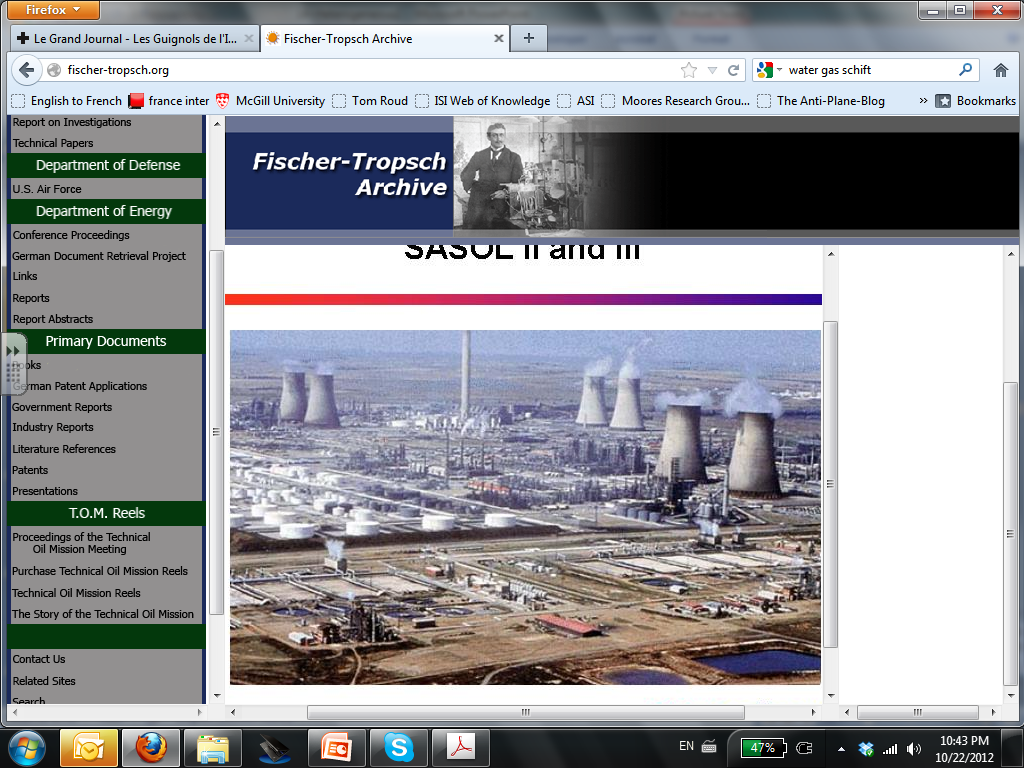 Firefox
Le Grand Journal - Les Guignols de l'I...
Fischer-Tropsch Archive
fischer-tropsch.org
water gas schift
English to French
france inter
McGill University
Tom Roud
ISI Web of Knowledge
ASI
Moores Research Grou...
The Anti-Plane-Blog
»
Bookmarks
Report on Investigations
Technical Papers
Department of Defense
U.S. Air Force
Department of Energy
Conference Proceedings
German Document Retrieval Project
Links
Reports
Report Abstracts
Primary Documents
Books
German Patent Applications
Government Reports
Industry Reports
Literature References
Patents
Presentations
T.O.M. Reels
Proceedings of the Technical
Oil Mission Meeting
Purchase Technical Oil Mission Reels
Technical Oil Mission Reels
The Story of the Technical Oil Mission
Contact Us
Related Sites
Search
Fischer-Tropsch
Archive
SASOL II and III
EN
47%
10:43 PM
10/22/2012